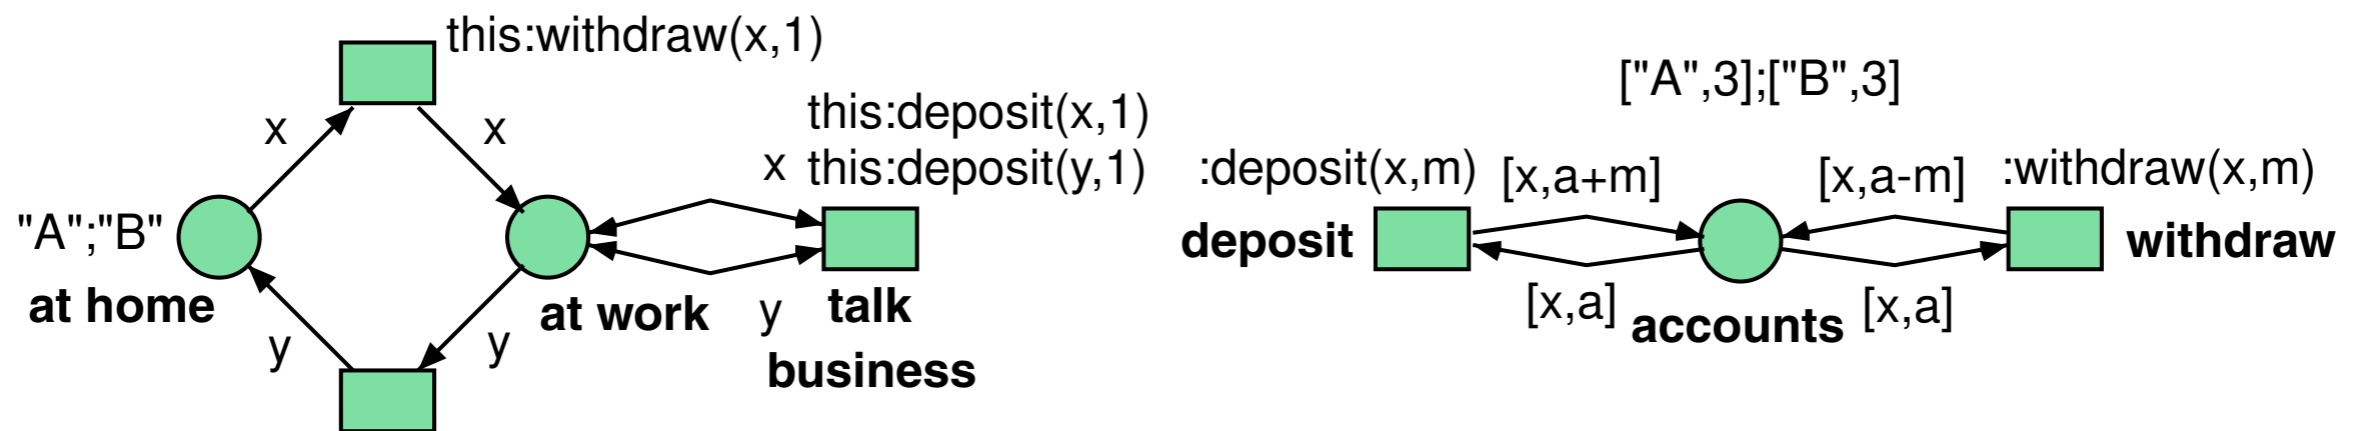 this:withdraw(x,1)
["A",3];["B",3]
this:deposit(x,1)
x
x
x
this:deposit(y,1)
:deposit(x,m)
[x,a+m]
[x,a-m]
:withdraw(x,m)
"A";"B"
deposit
withdraw
at home
at work
y
talk
business
[x,a]
accounts
[x,a]
y
y